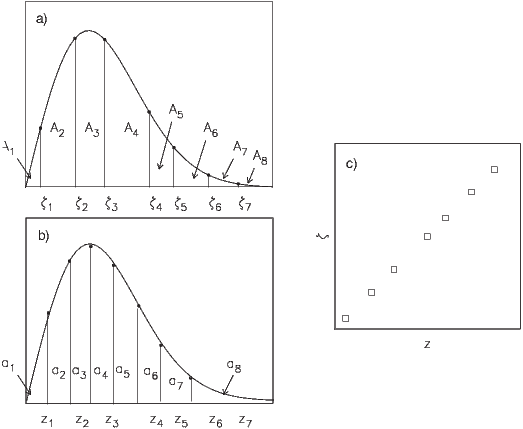 a)
A₁ A₂ A₃ A₄ A₅ A₆ A₇ A₈
ζ₁ ζ₂ ζ₃ ζ₄ ζ₅ ζ₆ ζ₇
b)
a₁ a₂ a₃ a₄ a₅ a₆ a₇ a₈
z₁ z₂ z₃ z₄ z₅ z₆ z₇
c)
ζ
z